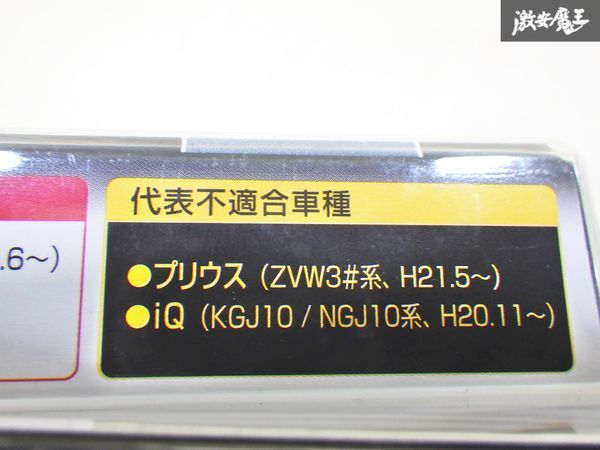 激安魔王
.6～)
代表不適合車種
●プリウス (ZVW3#系、H21.5～)
●iQ (KGJ10 / NGJ10系、H20.11～)